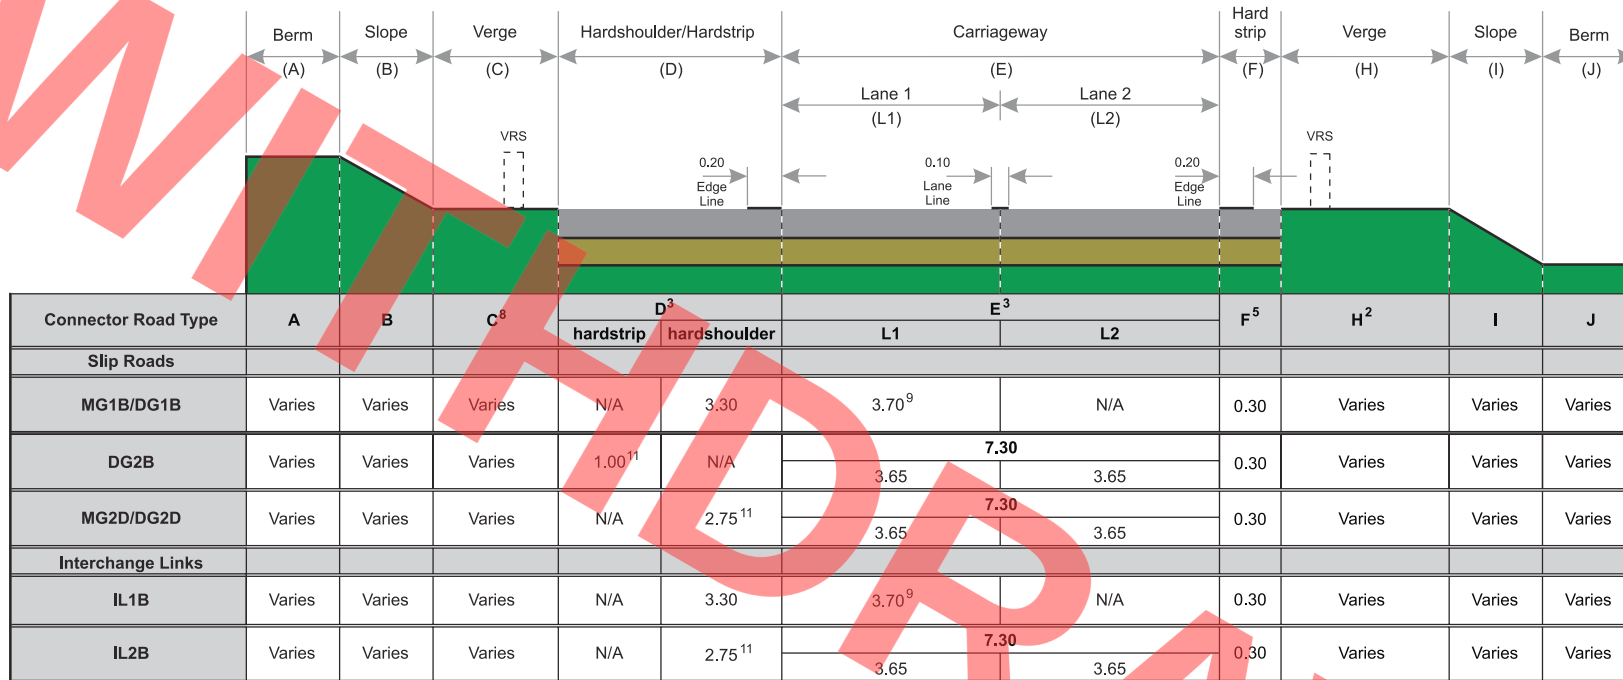 Berm Slope Verge Hardshoulder/Hardstrip Carriageway Hard strip Verge Slope Berm
(A) (B) (C) (D) (E) (F) (H) (I) (J)
Lane 1 Lane 2
(L1) (L2)
VRS VRS
0.20 Edge Line 0.10 Lane Line 0.20 Edge Line
Connector Road Type A B C⁸ D³ E³ F⁵ H² I J
hardstrip hardshoulder L1 L2
Slip Roads
MG1B/DG1B Varies Varies Varies N/A 3.30 3.70⁹ N/A 0.30 Varies Varies Varies
DG2B Varies Varies Varies 1.00¹¹ N/A 7.30 0.30 Varies Varies Varies
3.65 3.65
MG2D/DG2D Varies Varies Varies N/A 2.75¹¹ 7.30 0.30 Varies Varies Varies
3.65 3.65
Interchange Links
IL1B Varies Varies Varies N/A 3.30 3.70⁹ N/A 0.30 Varies Varies Varies
IL2B Varies Varies Varies N/A 2.75¹¹ 7.30 0.30 Varies Varies Varies
3.65 3.65
WITHDRA